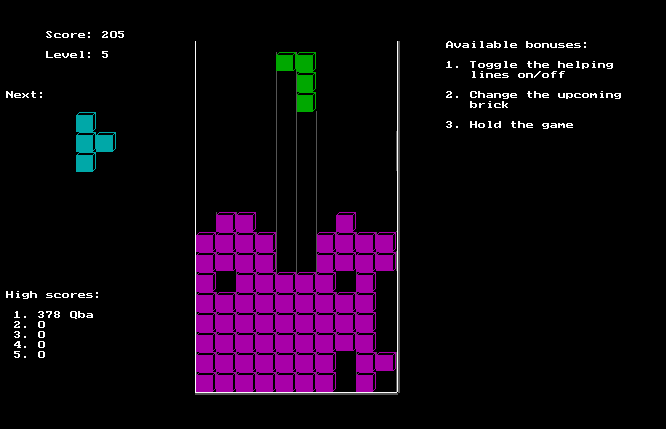 Score: 205
Level: 5
Next:
High scores:
1. 378 Qba
2. 0
3. 0
4. 0
5. 0
Available bonuses:
1. Toggle the helping
lines on/off
2. Change the upcoming
brick
3. Hold the game